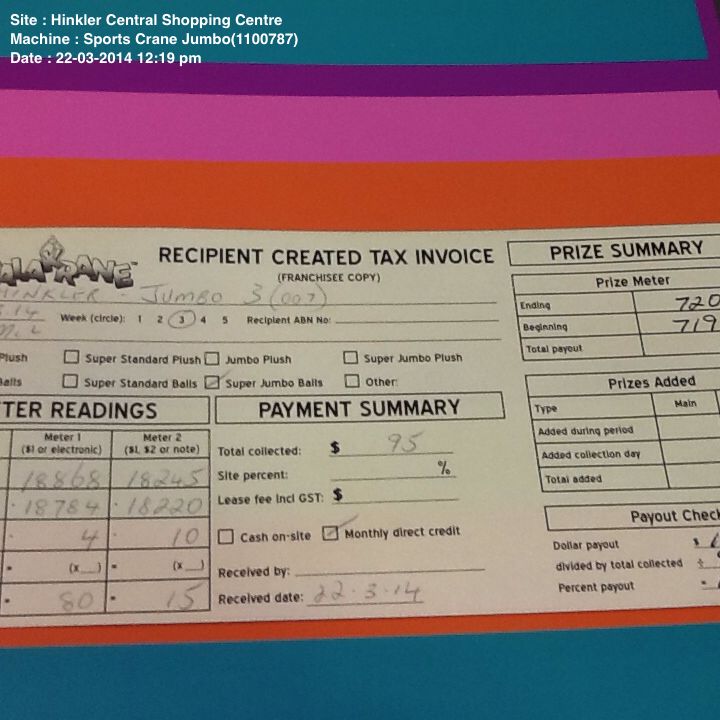 Site : Hinkler Central Shopping Centre
Machine : Sports Crane Jumbo(1100787)
Date : 22-03-2014 12:19 pm
RECIPIENT CREATED TAX INVOICE
(FRANCHISEE COPY)
HINKLER - JUMBO 3 (007)
Week (circle): 1 2 3 4 5 Recipient ABN No:
Plush Super Standard Plush Jumbo Plush Super Jumbo Plush
Balls Super Standard Balls Super Jumbo Balls Other:
TER READINGS
Meter 1 Meter 2
($1 or electronic) ($1, $2 or note)
18868 18245
18784 18220
4 10
(x__) = (x__)
80 15
PAYMENT SUMMARY
Total collected: $ 95
Site percent: %
Lease fee incl GST: $
Cash on-site Monthly direct credit
Received by:
Received date: 22.3.14
PRIZE SUMMARY
Prize Meter
Ending 720
Beginning 719
Total payout
Prizes Added
Type Main
Added during period
Added collection day
Total added
Payout Chec
Dollar payout $
divided by total collected ÷
Percent payout =